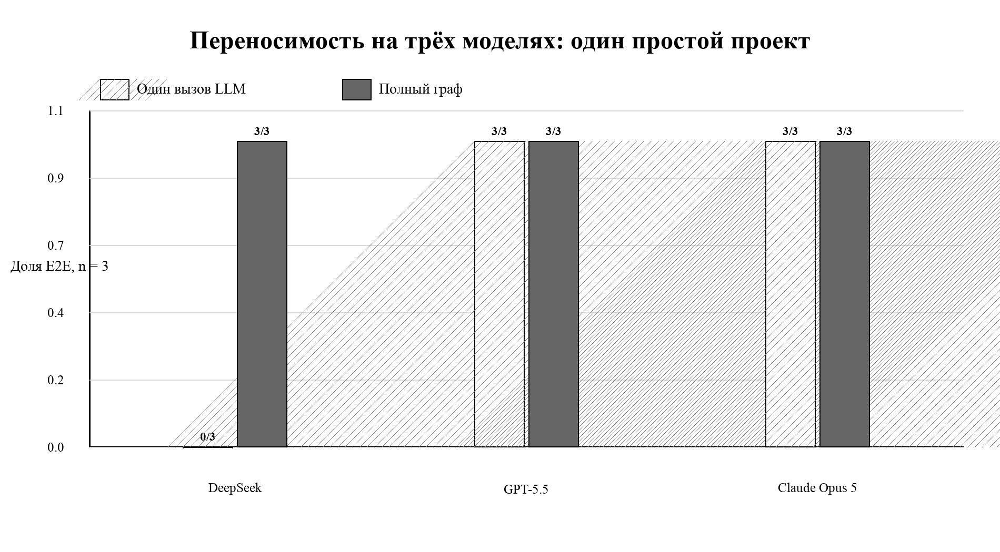 Переносимость на трёх моделях: один простой проект
Один вызов LLM
Полный граф
1.1
3/3
3/3
3/3
3/3
3/3
0.9
0.7
Доля E2E, n = 3
0.4
0.2
0/3
0.0
DeepSeek
GPT-5.5
Claude Opus 5